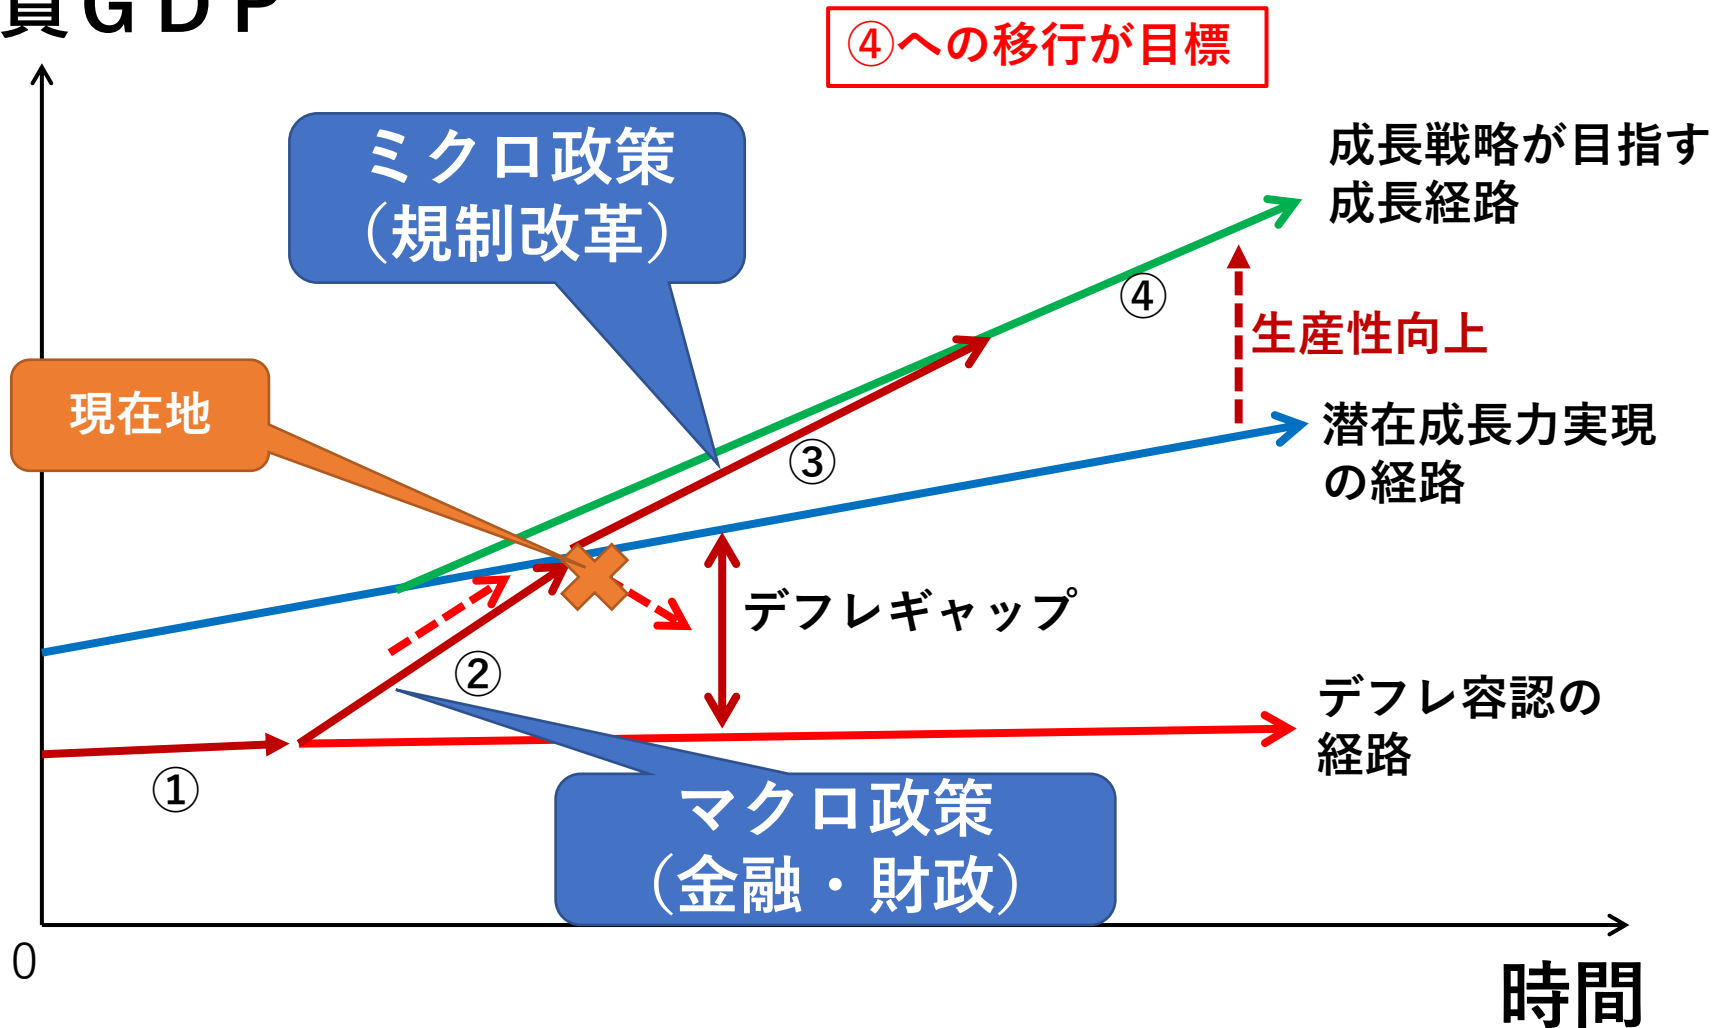 質ＧＤＰ
④への移行が目標
ミクロ政策
（規制改革）
成長戦略が目指す
成長経路
④
生産性向上
現在地
潜在成長力実現
の経路
③
デフレギャップ
②
デフレ容認の
経路
①
マクロ政策
（金融・財政）
0
時間